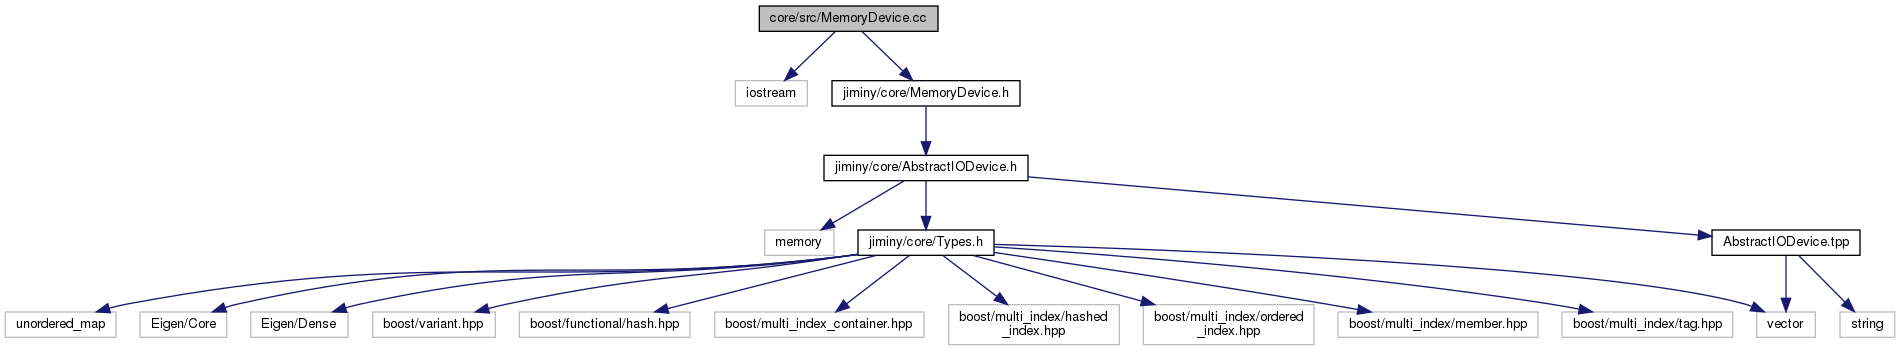 core/src/MemoryDevice.cc
iostream
jiminy/core/MemoryDevice.h
jiminy/core/AbstractIODevice.h
memory
jiminy/core/Types.h
AbstractIODevice.tpp
unordered_map
Eigen/Core
Eigen/Dense
boost/variant.hpp
boost/functional/hash.hpp
boost/multi_index_container.hpp
boost/multi_index/hashed
_index.hpp
boost/multi_index/ordered
_index.hpp
boost/multi_index/member.hpp
boost/multi_index/tag.hpp
vector
string